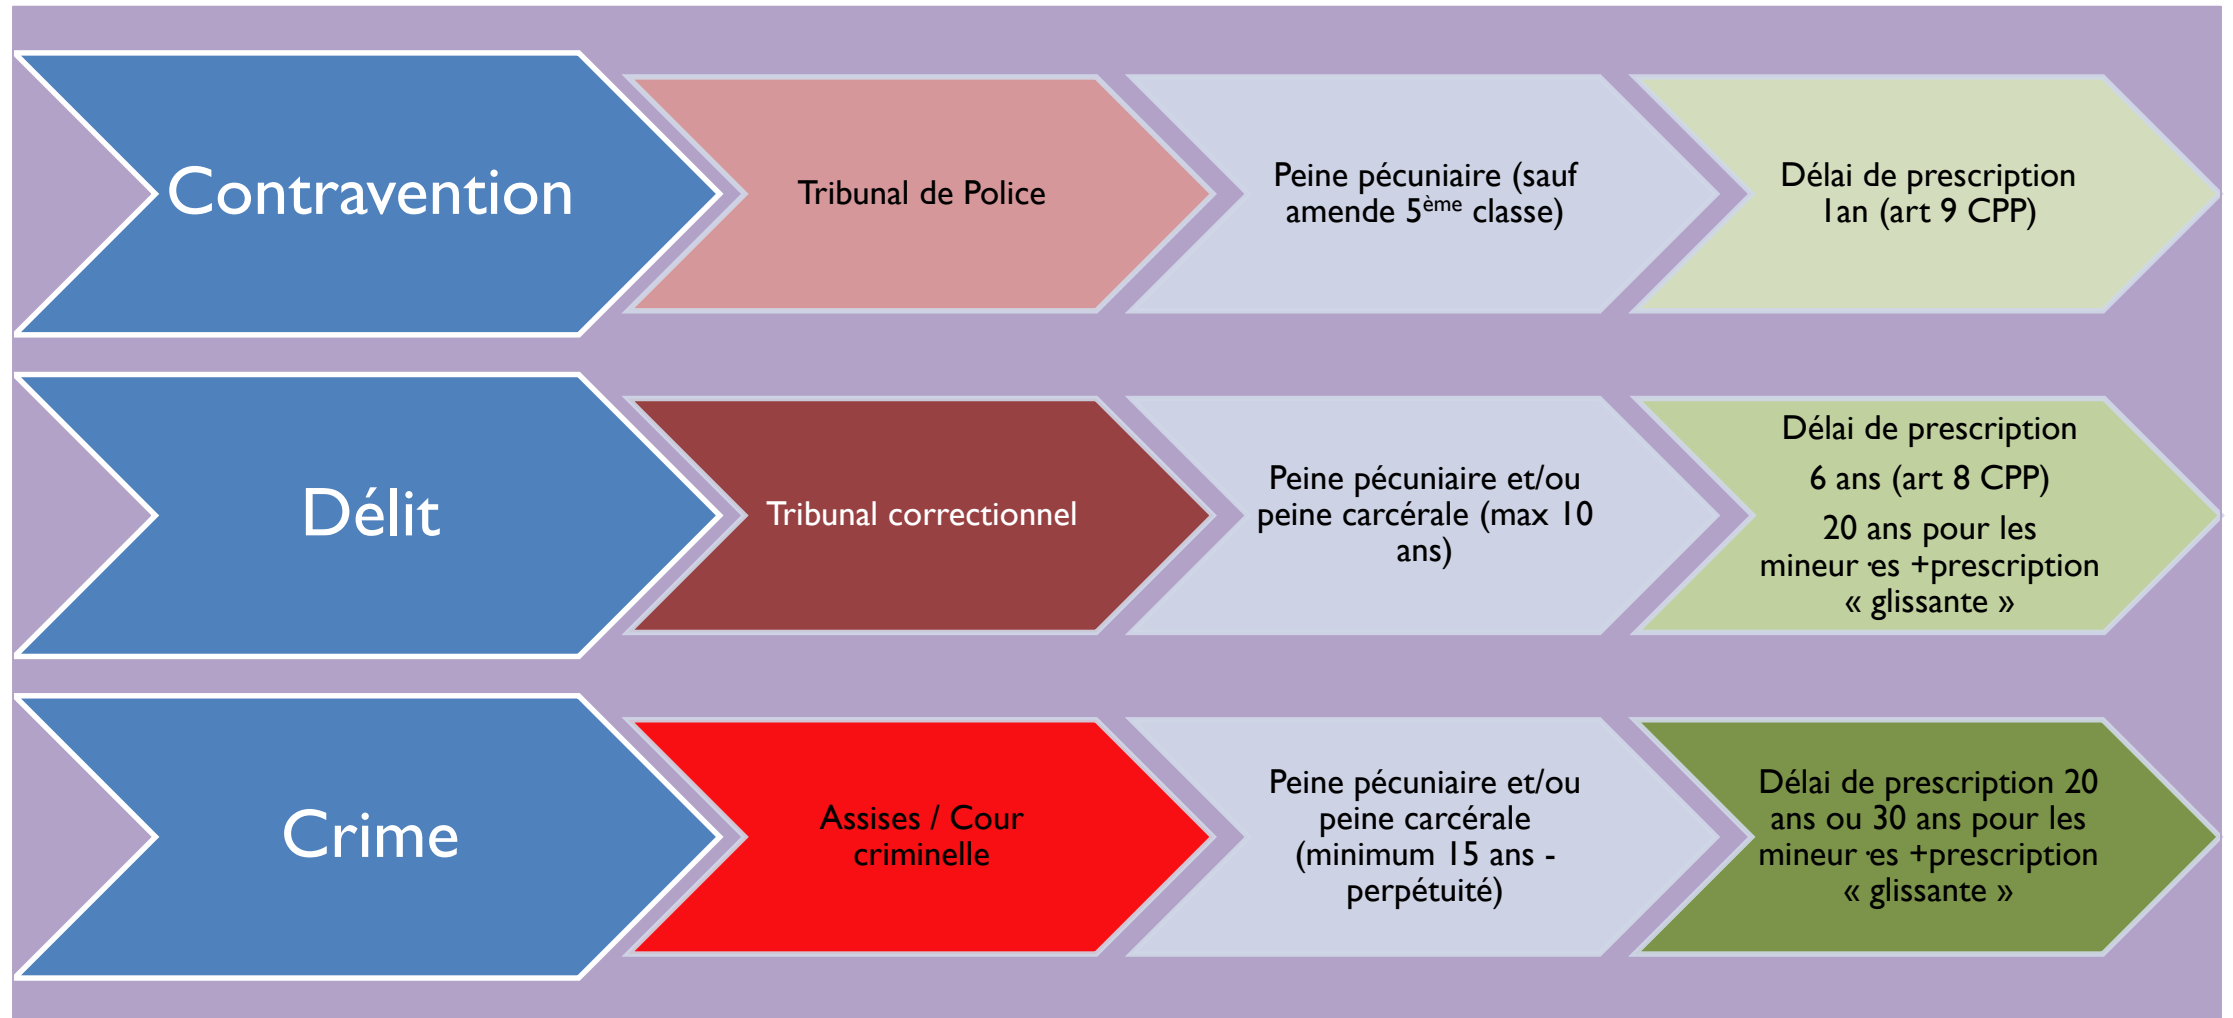 Contravention
Tribunal de Police
Peine pécuniaire (sauf
amende 5ème classe)
Délai de prescription
1an (art 9 CPP)
Délit
Tribunal correctionnel
Peine pécuniaire et/ou
peine carcérale (max 10
ans)
Délai de prescription
6 ans (art 8 CPP)
20 ans pour les
mineur·es +prescription
« glissante »
Crime
Assises / Cour
criminelle
Peine pécuniaire et/ou
peine carcérale
(minimum 15 ans -
perpétuité)
Délai de prescription 20
ans ou 30 ans pour les
mineur·es +prescription
« glissante »